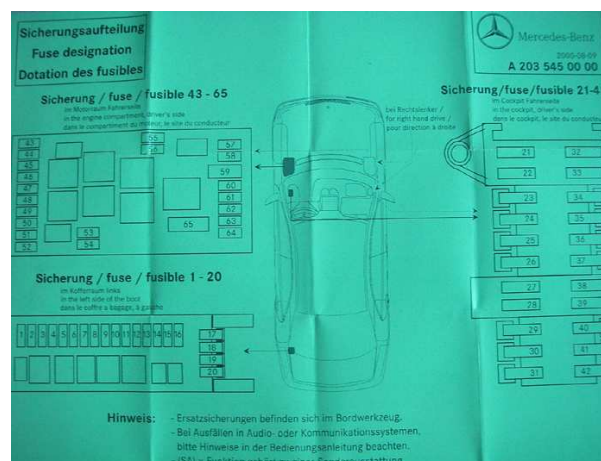 Sicherungsaufteilung
Fuse designation
Dotation des fusibles
Mercedes-Benz
2000-08-09
A 203 545 00 00
Sicherung / fuse / fusible 43 - 65
im Motorraum Fahrerseite
in the engine compartment, driver's side
dans le compartiment du moteur, le site du conducteur
bei Rechtslenker /
for right hand drive /
pour direction à droite
Sicherung/fuse/fusible 21-4
im Cockpit Fahrerseite
in the cockpit, driver's side
dans le cockpit, le site du conducteu
43
44
45
46
47
48
49
50
51
52
53
54
55
56
57
58
59
60
61
62
63
64
65
21 32
22 33
23 34
24 35
25 36
26 37
27 38
28 39
29 40
30 41
31 42
Sicherung / fuse / fusible 1 - 20
im Kofferraum links
in the left side of the boot
dans le coffre a bagage, à gauche
1 2 3 4 5 6 7 8 9 10 11 12 13 14 15 16
17
18
19
20
Hinweis: - Ersatzsicherungen befinden sich im Bordwerkzeug.
- Bei Ausfällen in Audio- oder Kommunikationssystemen,
bitte Hinweise in der Bedienungsanleitung beachten.